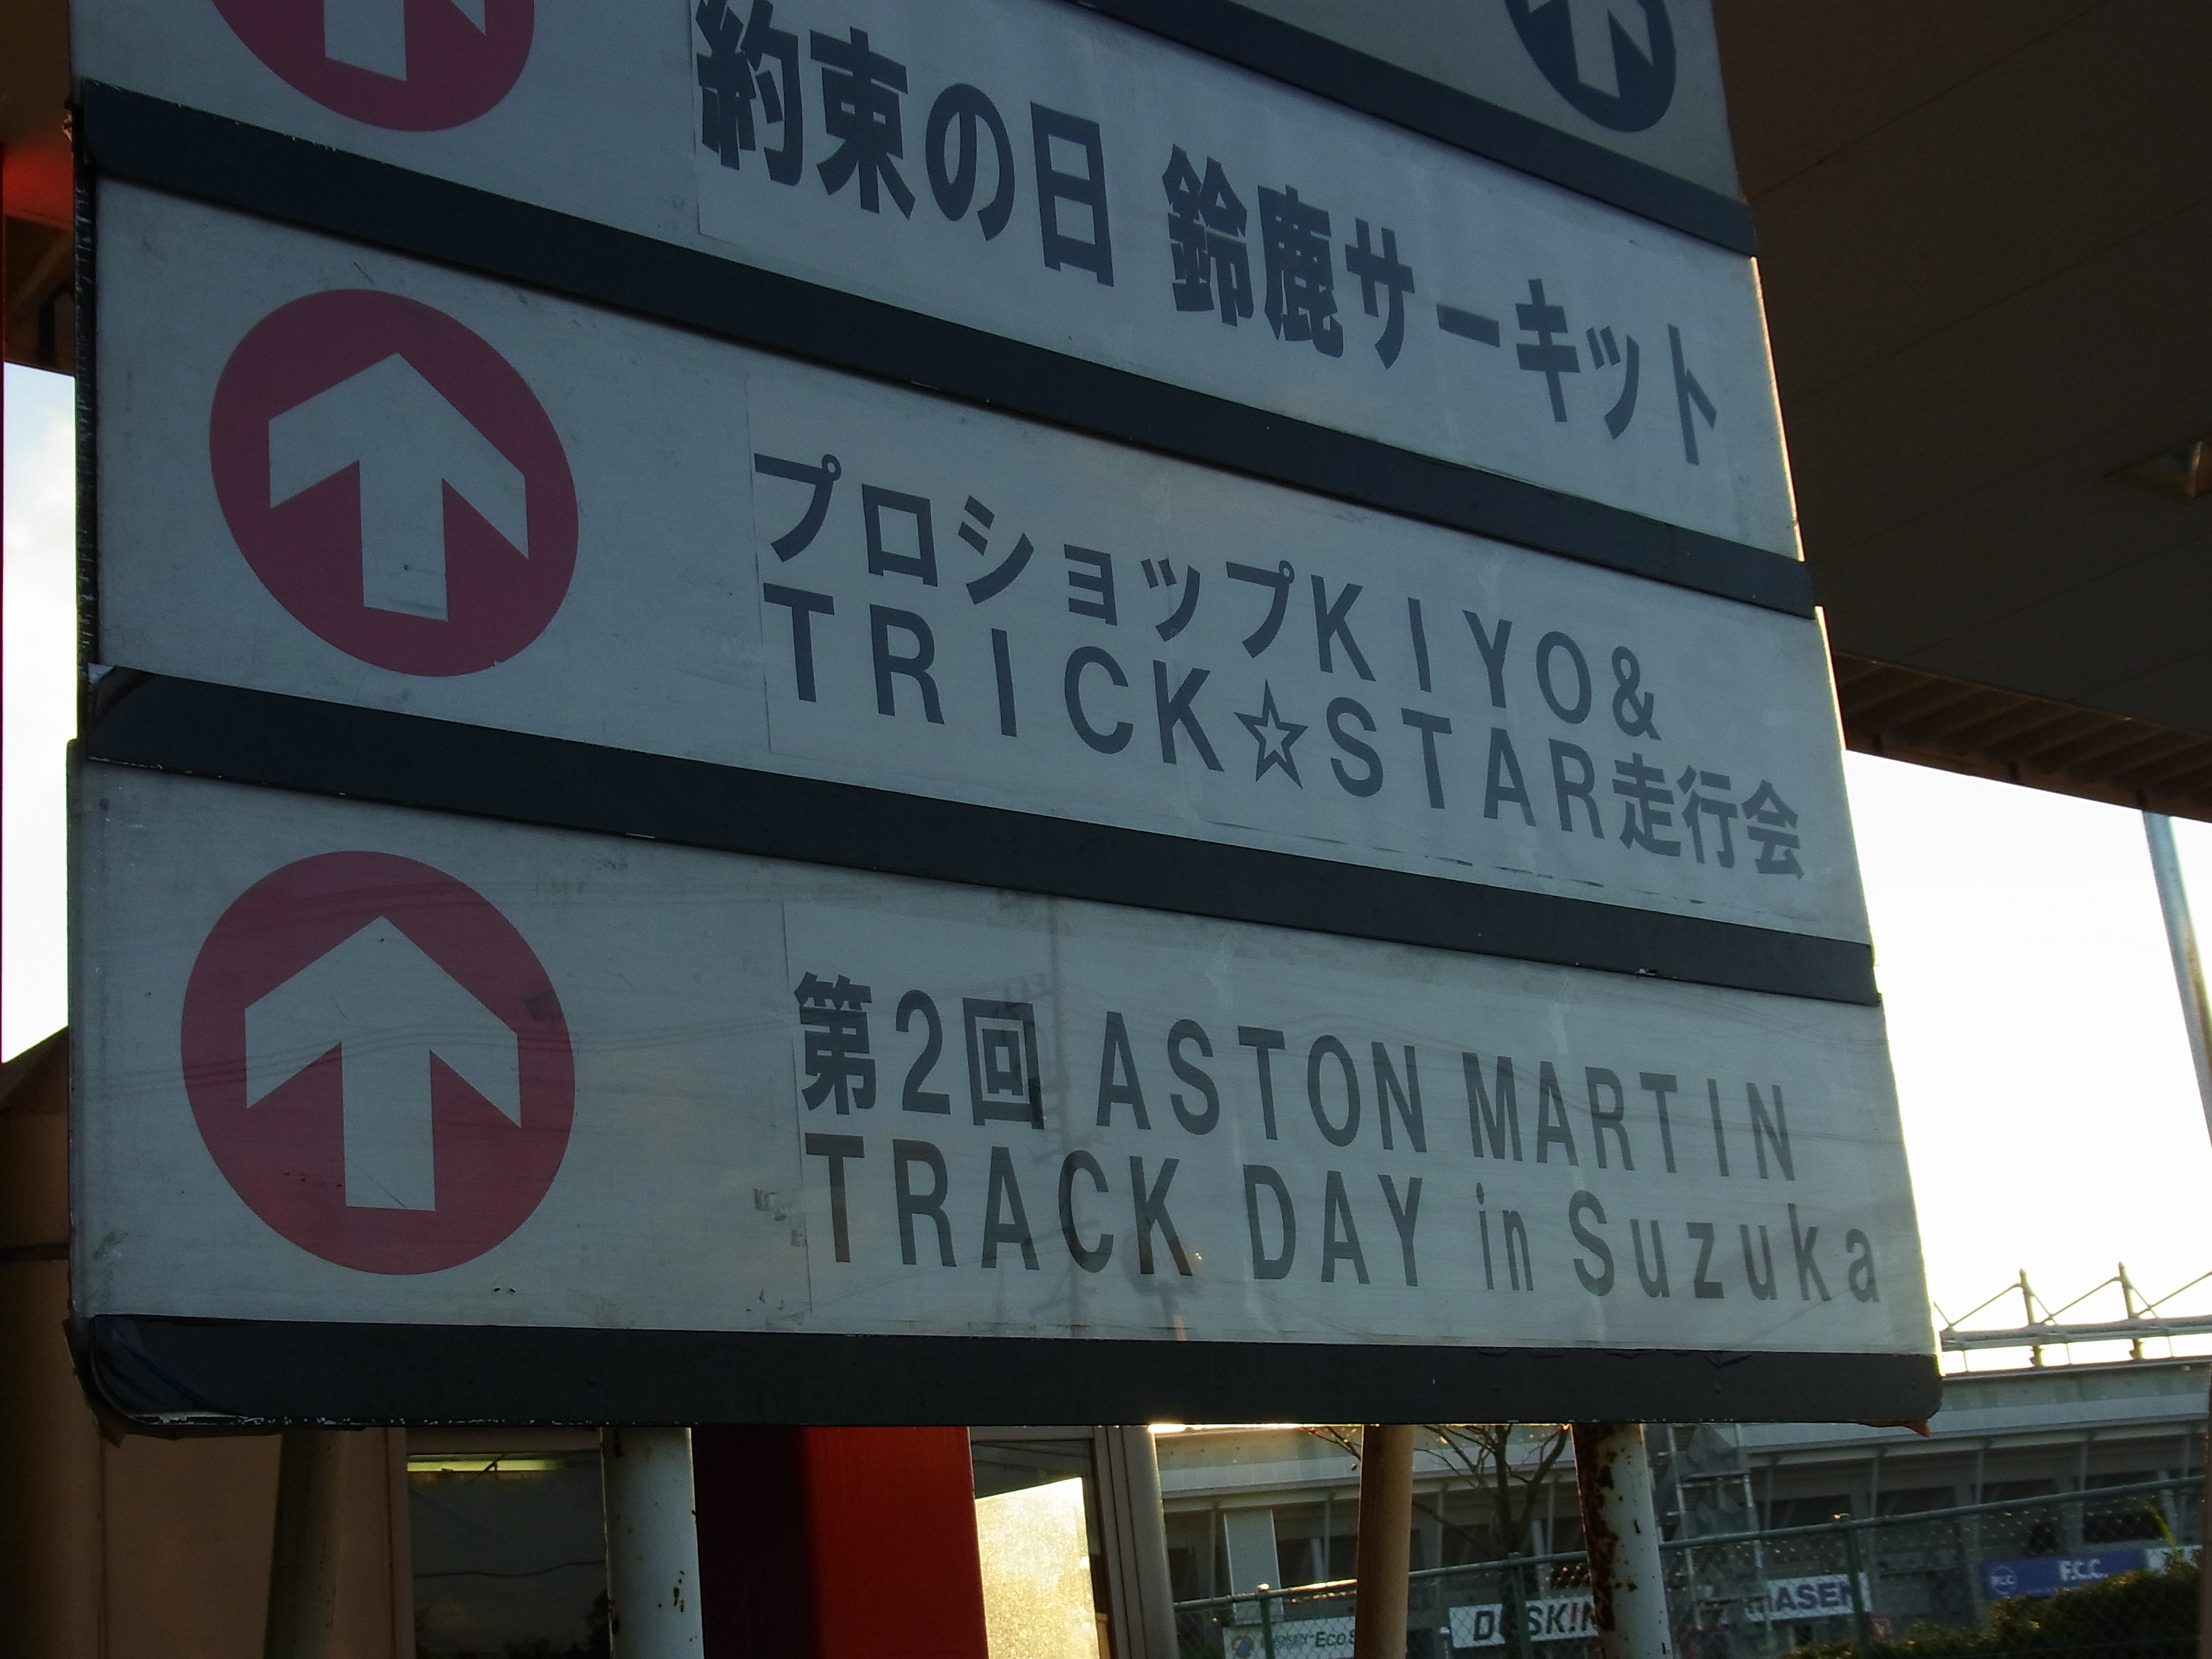 約束の日 鈴鹿サーキット
プロショップKIYO&
TRICK☆STAR走行会
第2回 ASTON MARTIN
TRACK DAY in Suzuka
F.C.C.
DUSKIN